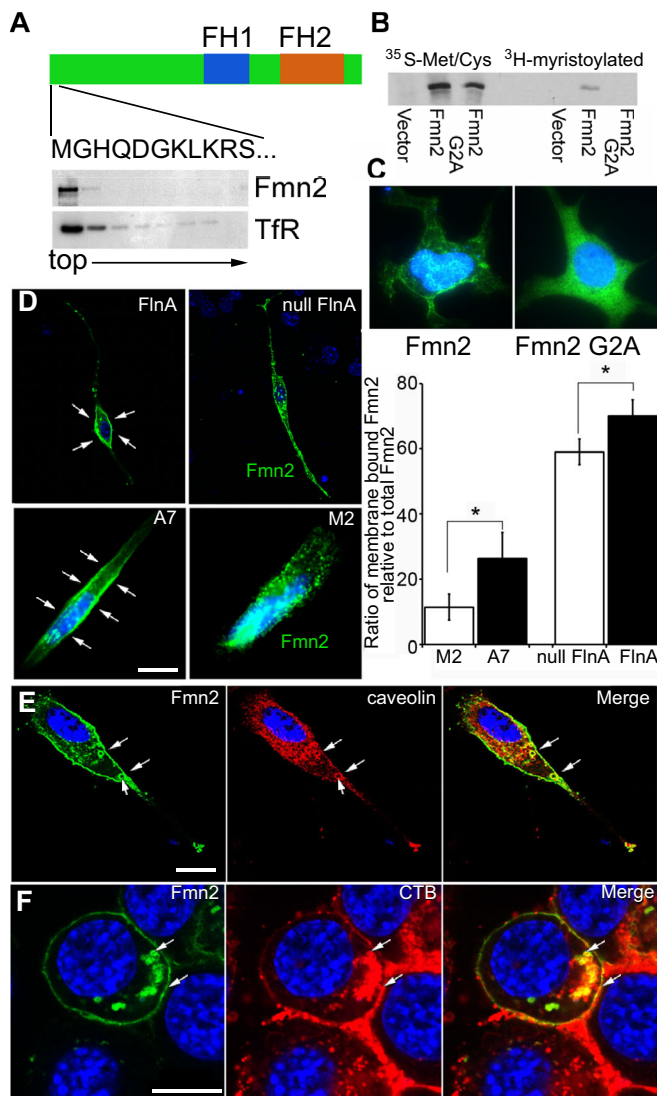 A
FH1 FH2
MGHQDGKLKRS...
Fmn2
TfR
top
B
35 S-Met/Cys 3H-myristoylated
Vector
Fmn2
G2A
Fmn2
Vector
Fmn2
G2A
Fmn2
C
Fmn2 Fmn2 G2A
D
FlnA
null FlnA
Fmn2
A7
M2
Fmn2
Ratio of membrane bound Fmn2
relative to total Fmn2
80
60
40
20
0
*
*
M2 A7 null FlnA FlnA
E
Fmn2
caveolin
Merge
F
Fmn2
CTB
Merge